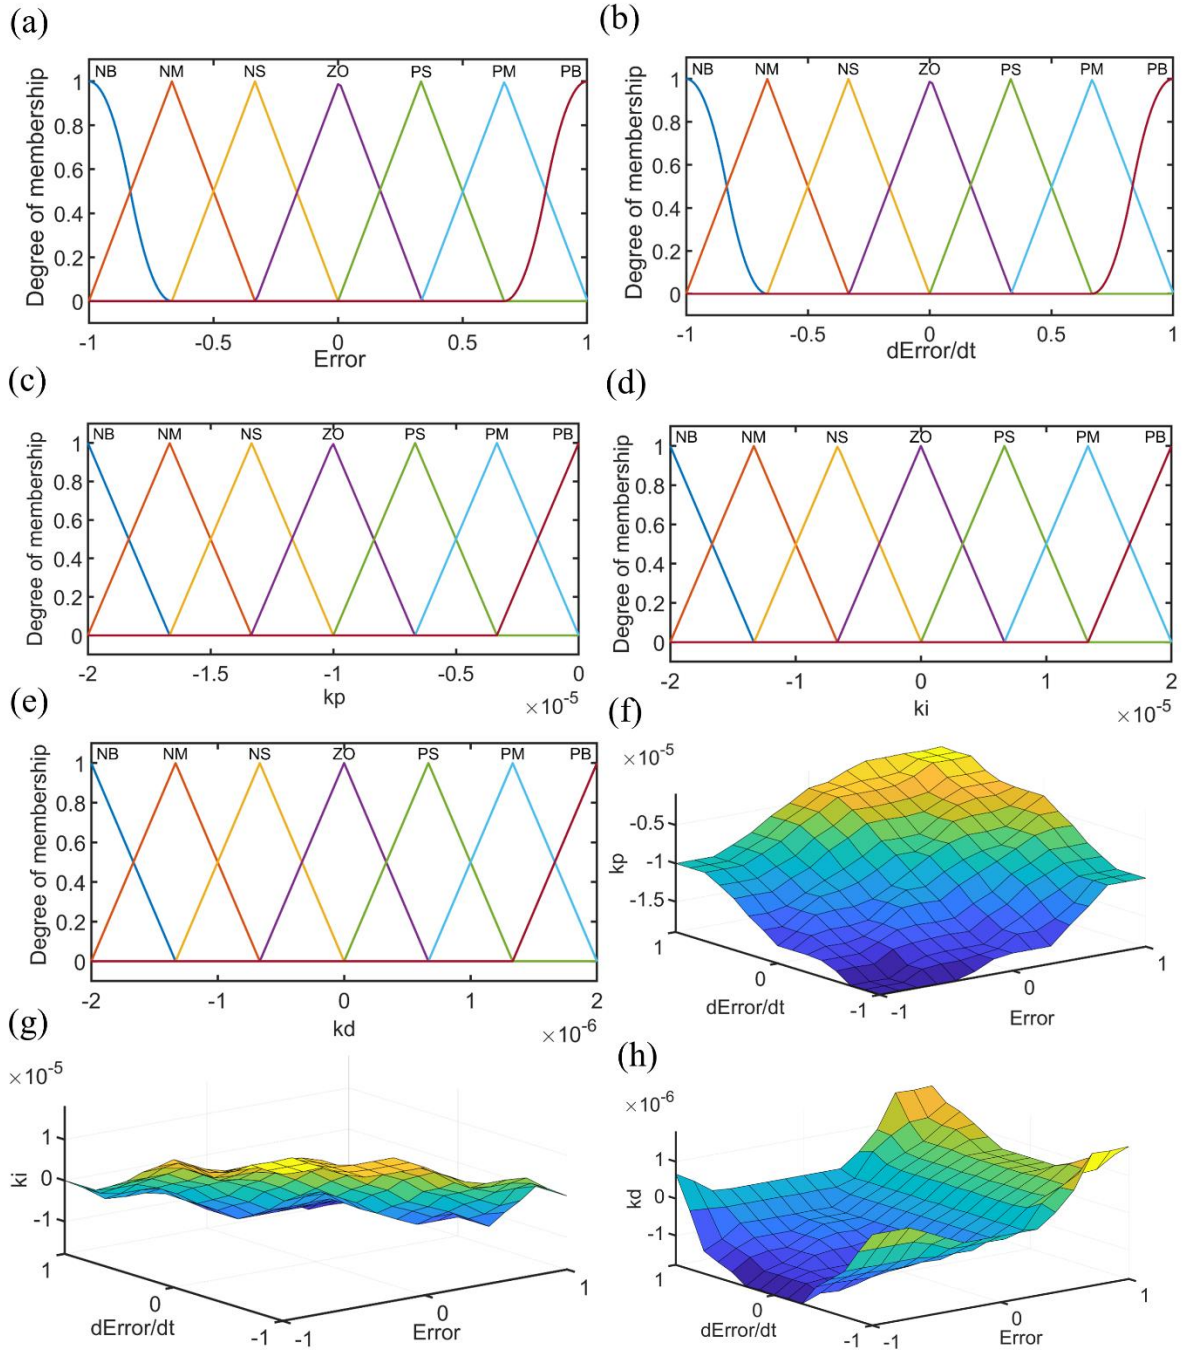 (a)
(b)
NB NM NS ZO PS PM PB
Degree of membership
1
0.8
0.6
0.4
0.2
0
-1 -0.5 0 0.5 1
Error
NB NM NS ZO PS PM PB
Degree of membership
1
0.8
0.6
0.4
0.2
0
-1 -0.5 0 0.5 1
dError/dt
(c)
(d)
NB NM NS ZO PS PM PB
Degree of membership
1
0.8
0.6
0.4
0.2
0
-2 -1.5 -1 -0.5 0
kp
×10-5
NB NM NS ZO PS PM PB
Degree of membership
1
0.8
0.6
0.4
0.2
0
-2 -1 0 1 2
ki
×10-5
(e)
(f)
NB NM NS ZO PS PM PB
Degree of membership
1
0.8
0.6
0.4
0.2
0
-2 -1 0 1 2
kd
×10-6
×10-5
-0.5
-1
-1.5
kp
1
0
-1
dError/dt
-1
0
1
Error
(g)
(h)
×10-5
1
0
-1
ki
1
0
-1
dError/dt
-1
0
1
Error
×10-6
1
0
-1
kd
1
0
-1
dError/dt
-1
0
1
Error